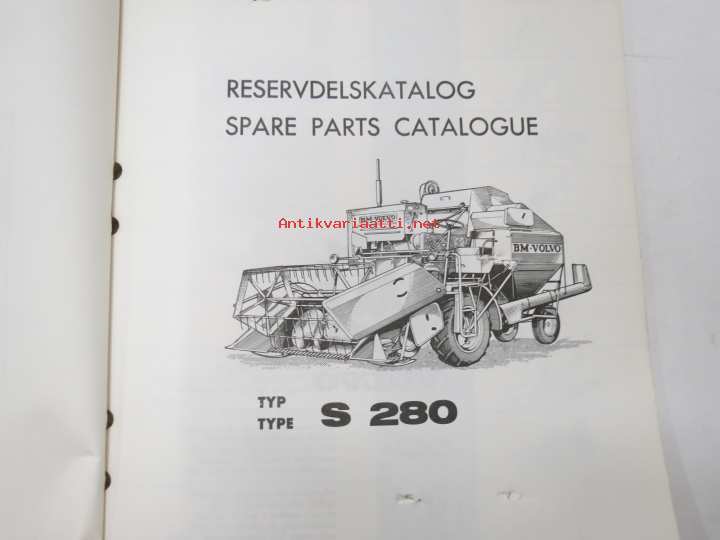 RESERVDELSKATALOG
SPARE PARTS CATALOGUE
BM-VOLVO
Antikvariaatti.net
BM-VOLVO
TYP
TYPE S 280